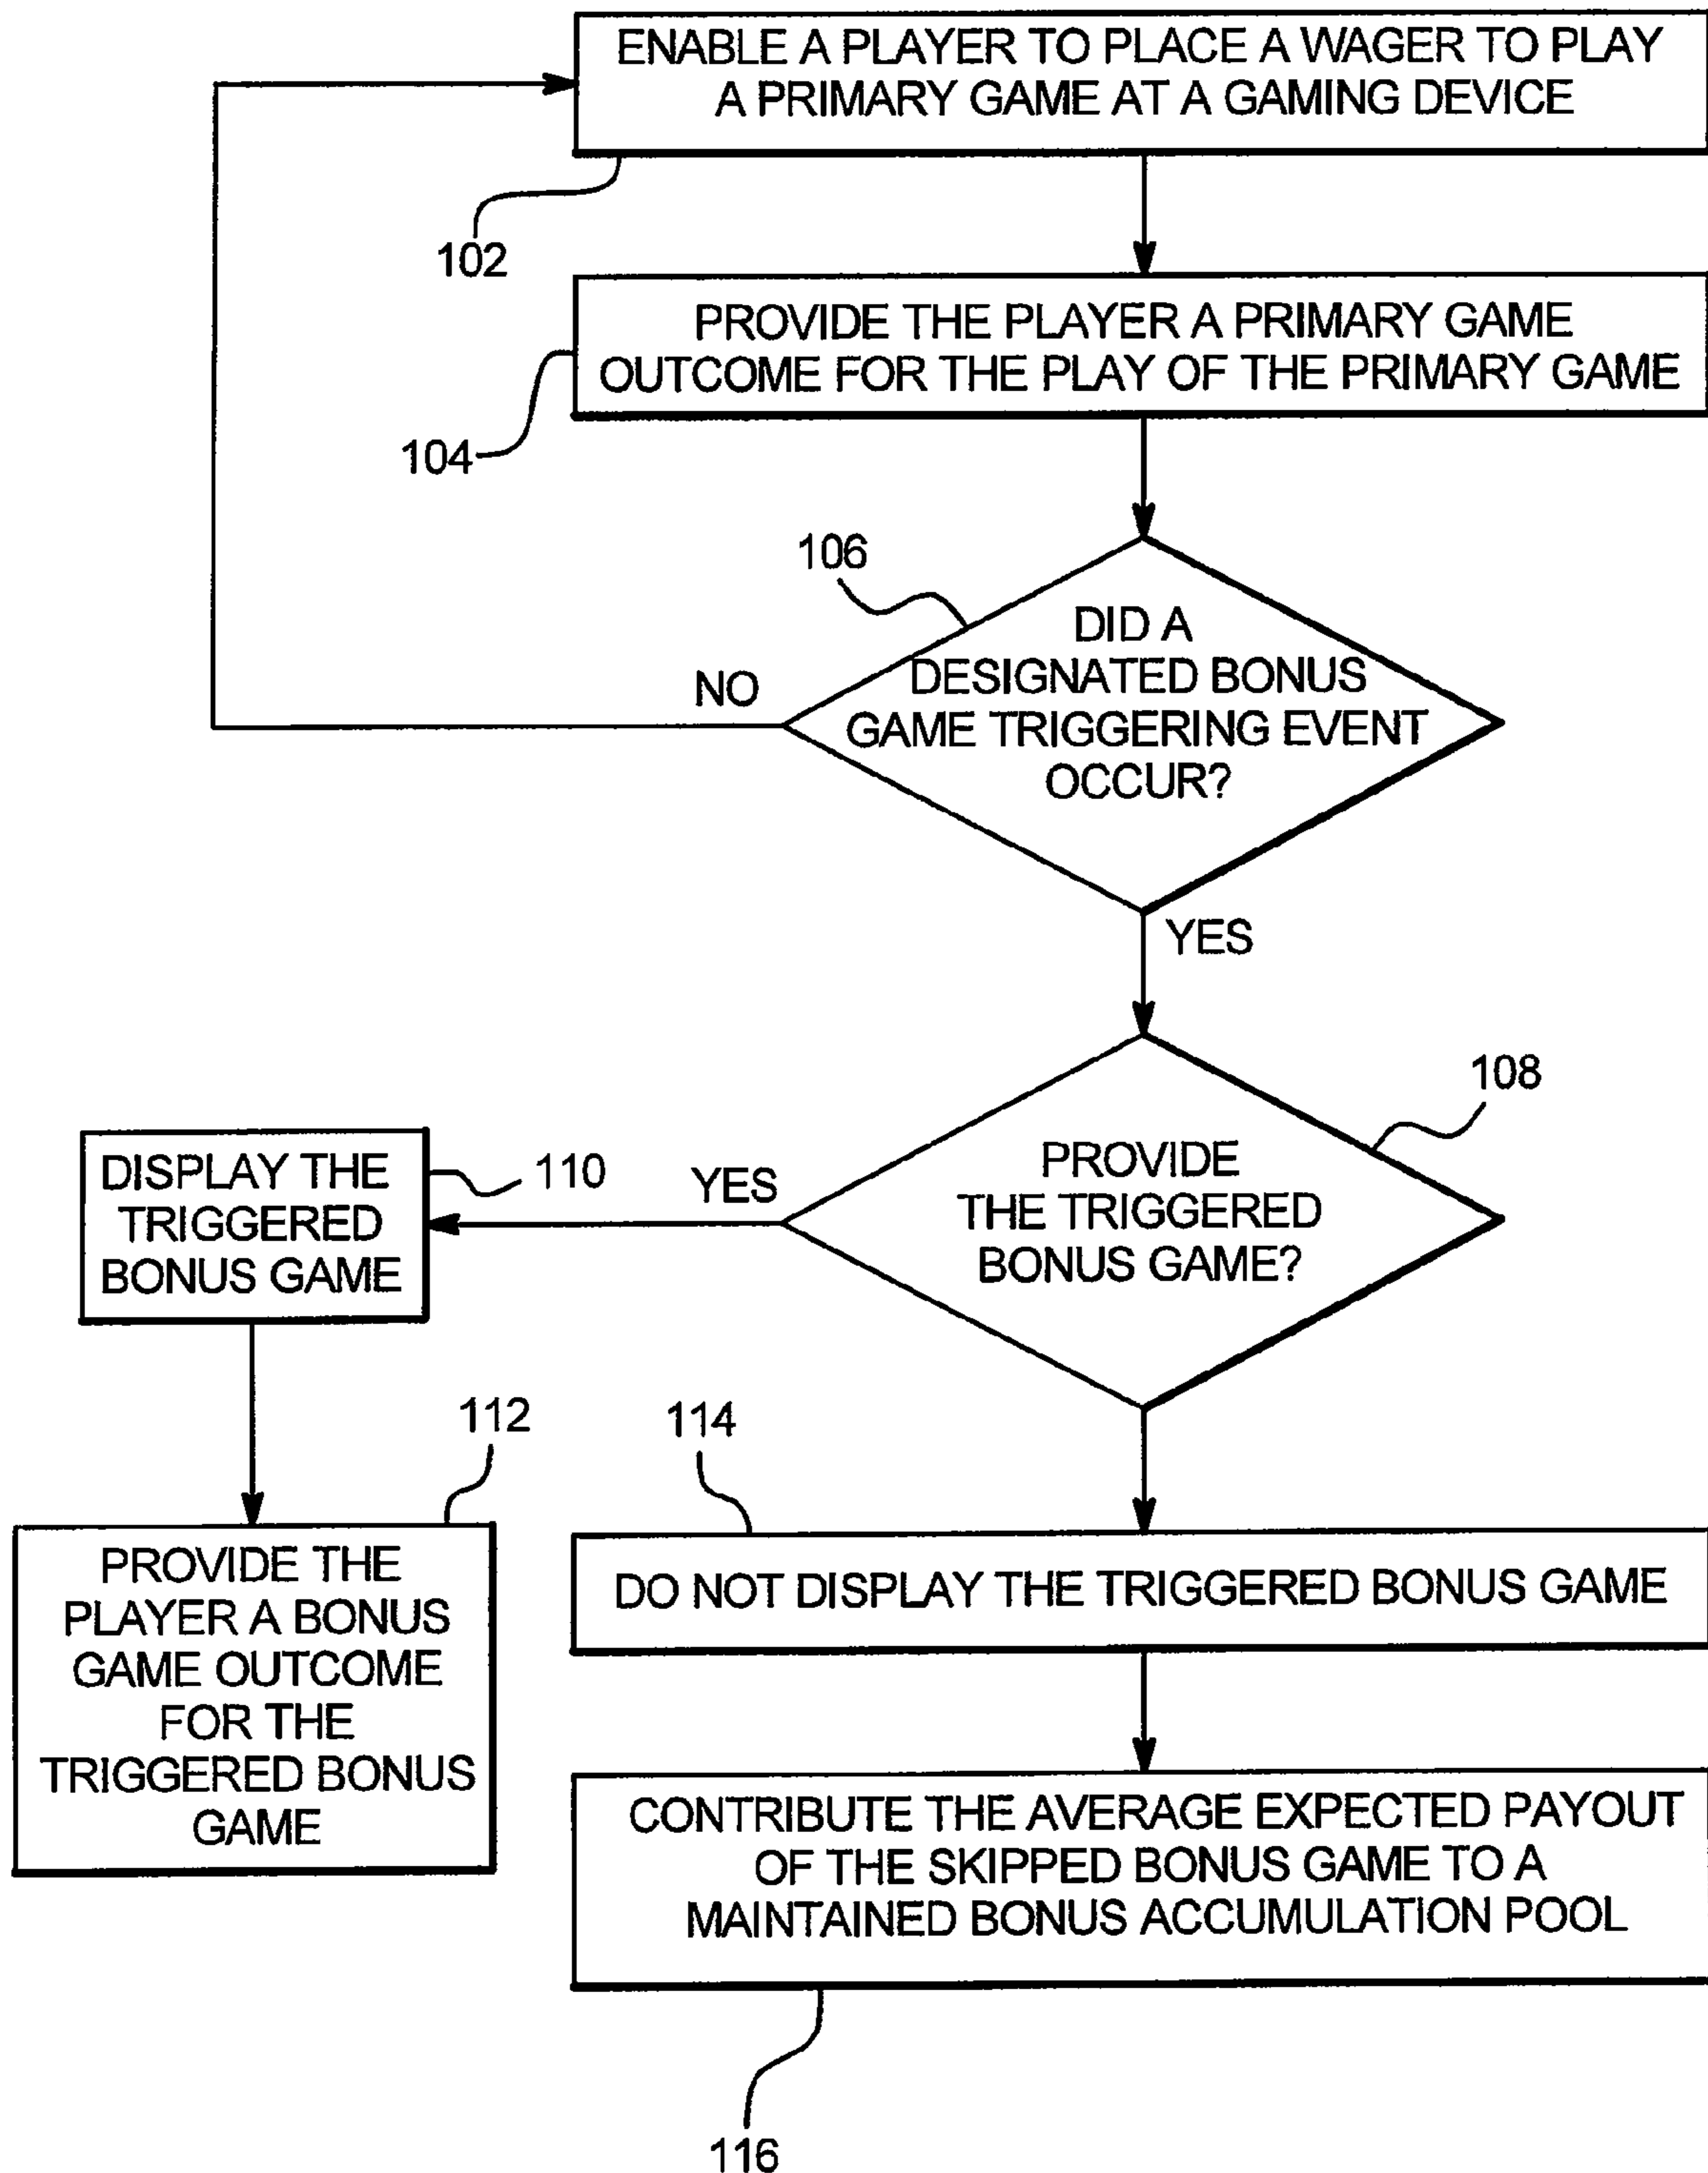 ENABLE A PLAYER TO PLACE A WAGER TO PLAY
A PRIMARY GAME AT A GAMING DEVICE
102
PROVIDE THE PLAYER A PRIMARY GAME
OUTCOME FOR THE PLAY OF THE PRIMARY GAME
104
106
DID A
DESIGNATED BONUS
GAME TRIGGERING EVENT
OCCUR?
NO
YES
108
PROVIDE
THE TRIGGERED
BONUS GAME?
YES
110
DISPLAY THE
TRIGGERED
BONUS GAME
112
PROVIDE THE
PLAYER A BONUS
GAME OUTCOME
FOR THE
TRIGGERED BONUS
GAME
114
DO NOT DISPLAY THE TRIGGERED BONUS GAME
CONTRIBUTE THE AVERAGE EXPECTED PAYOUT
OF THE SKIPPED BONUS GAME TO A
MAINTAINED BONUS ACCUMULATION POOL
116